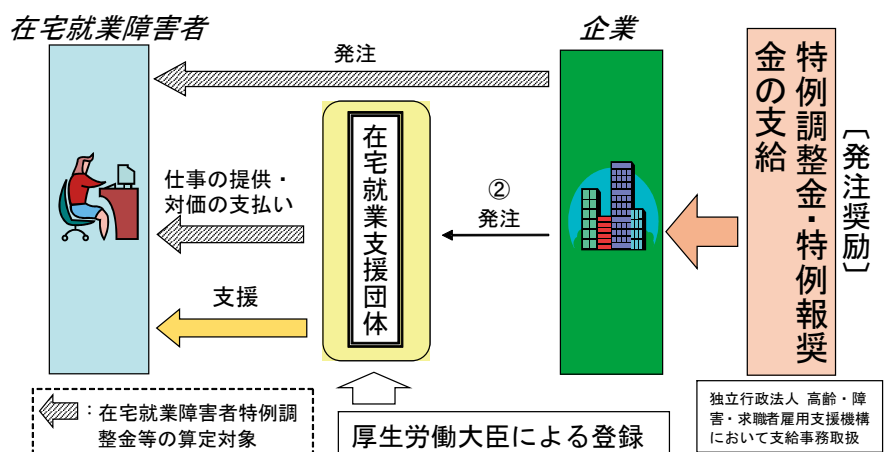 在宅就業障害者
企業
発注
仕事の提供・
対価の支払い
支援
在宅就業支援団体
②
発注
特例調整金・特例報奨
金の支給
〔発注奨励〕
:在宅就業障害者特例調
整金等の算定対象
厚生労働大臣による登録
独立行政法人 高齢・障
害・求職者雇用支援機構
において支給事務取扱